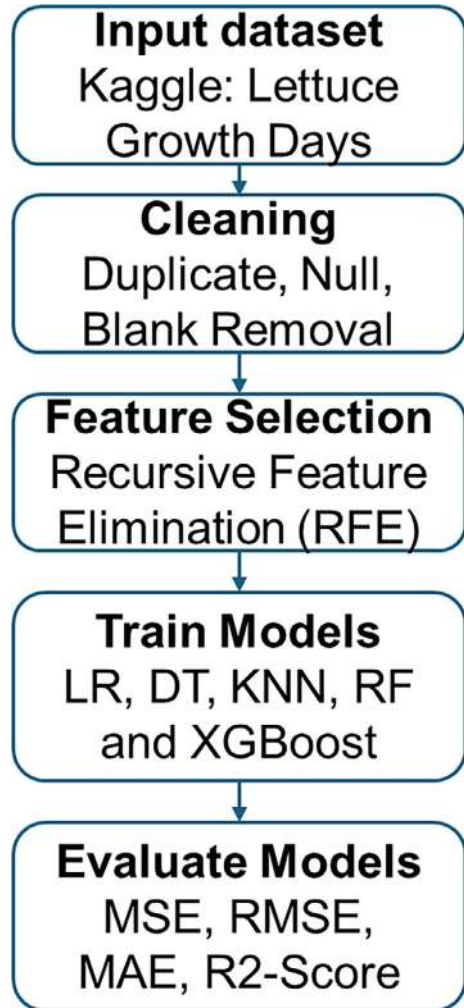 Input dataset
Kaggle: Lettuce
Growth Days
Cleaning
Duplicate, Null,
Blank Removal
Feature Selection
Recursive Feature
Elimination (RFE)
Train Models
LR, DT, KNN, RF
and XGBoost
Evaluate Models
MSE, RMSE,
MAE, R2-Score